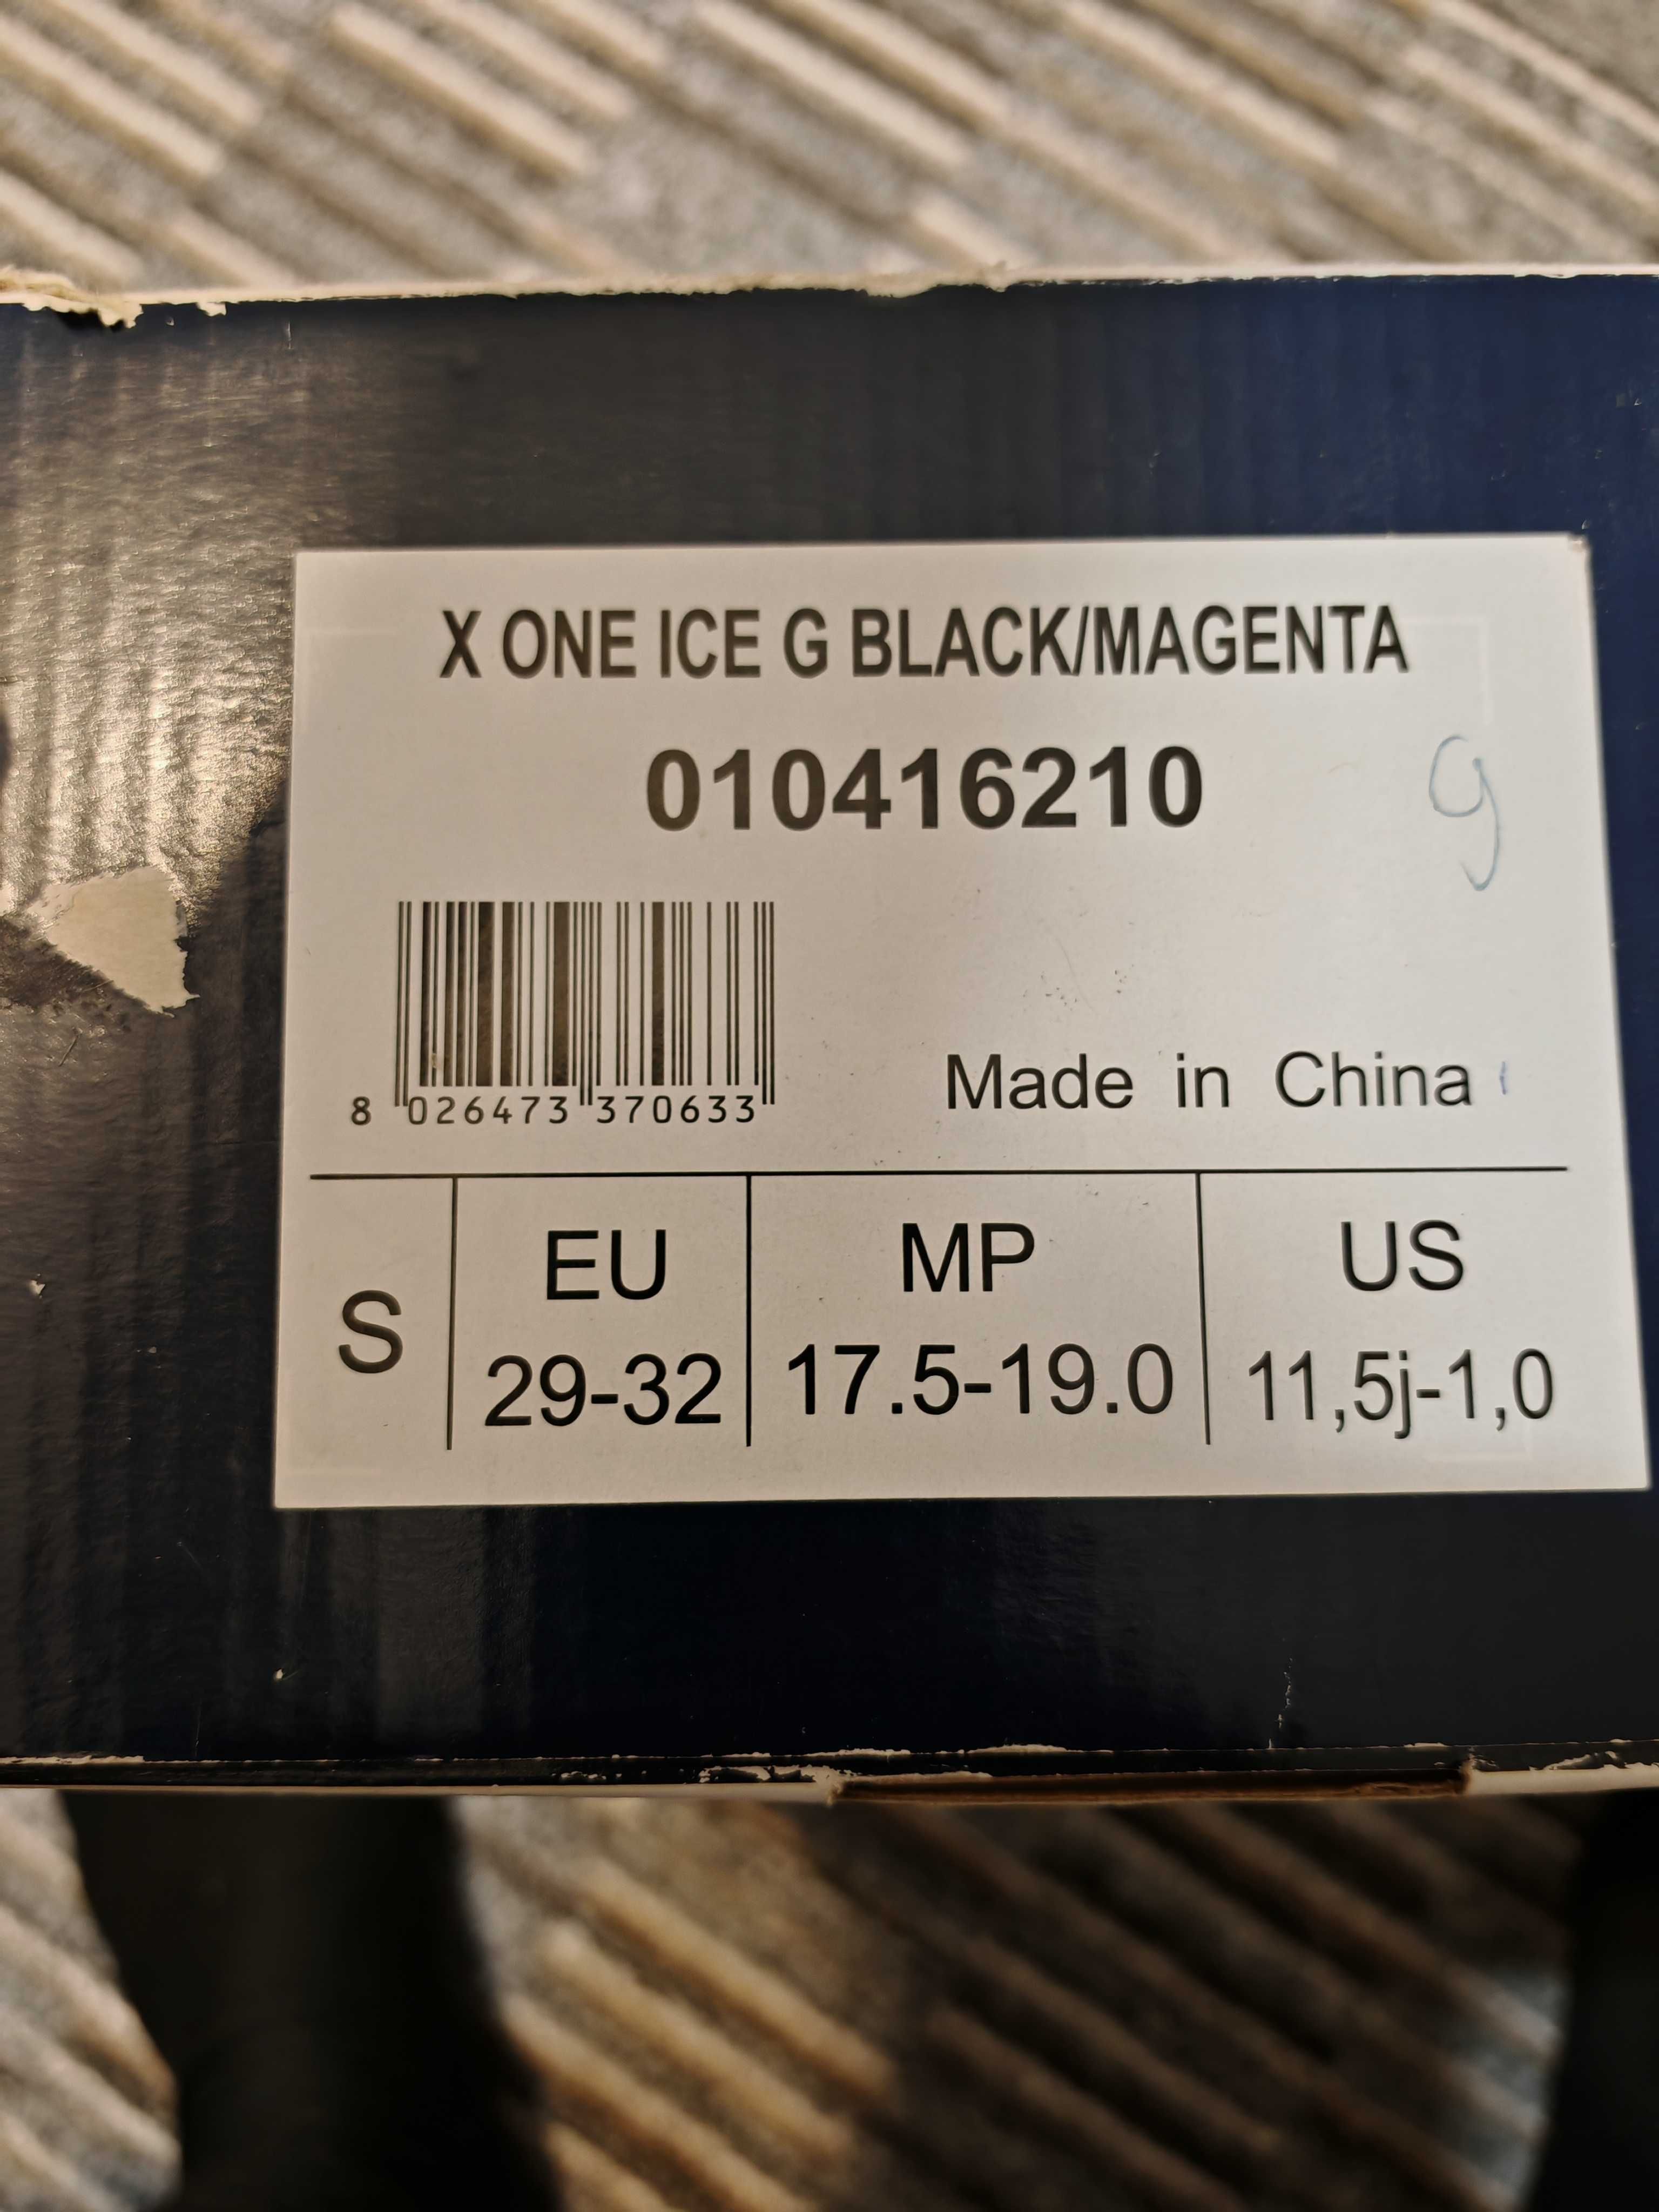 X ONE ICE G BLACK/MAGENTA
010416210
g
8 026473 370633
Made in China
S
EU
29-32
MP
17.5-19.0
US
11,5j-1,0